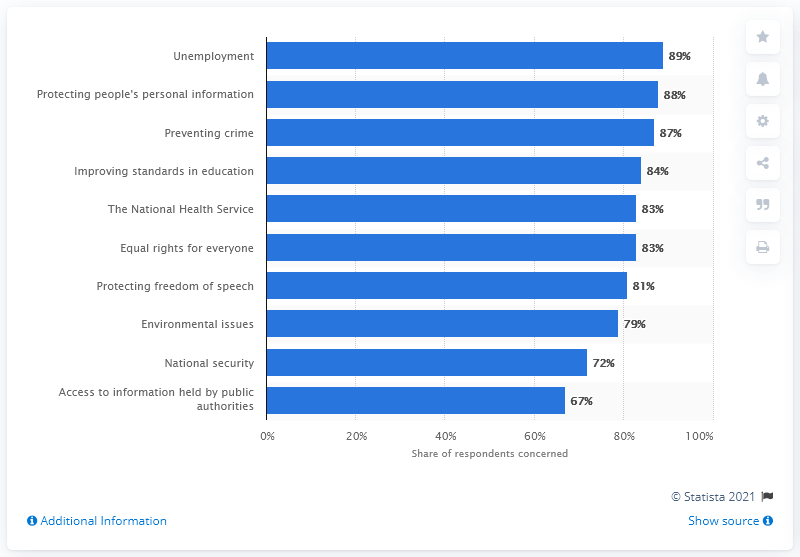 Unemployment 89%
Protecting people's personal information 88%
Preventing crime 87%
Improving standards in education 84%
The National Health Service 83%
Equal rights for everyone 83%
Protecting freedom of speech 81%
Environmental issues 79%
National security 72%
Access to information held by public
authorities 67%
0% 20% 40% 60% 80% 100%
Share of respondents concerned
© Statista 2021
Additional Information Show source